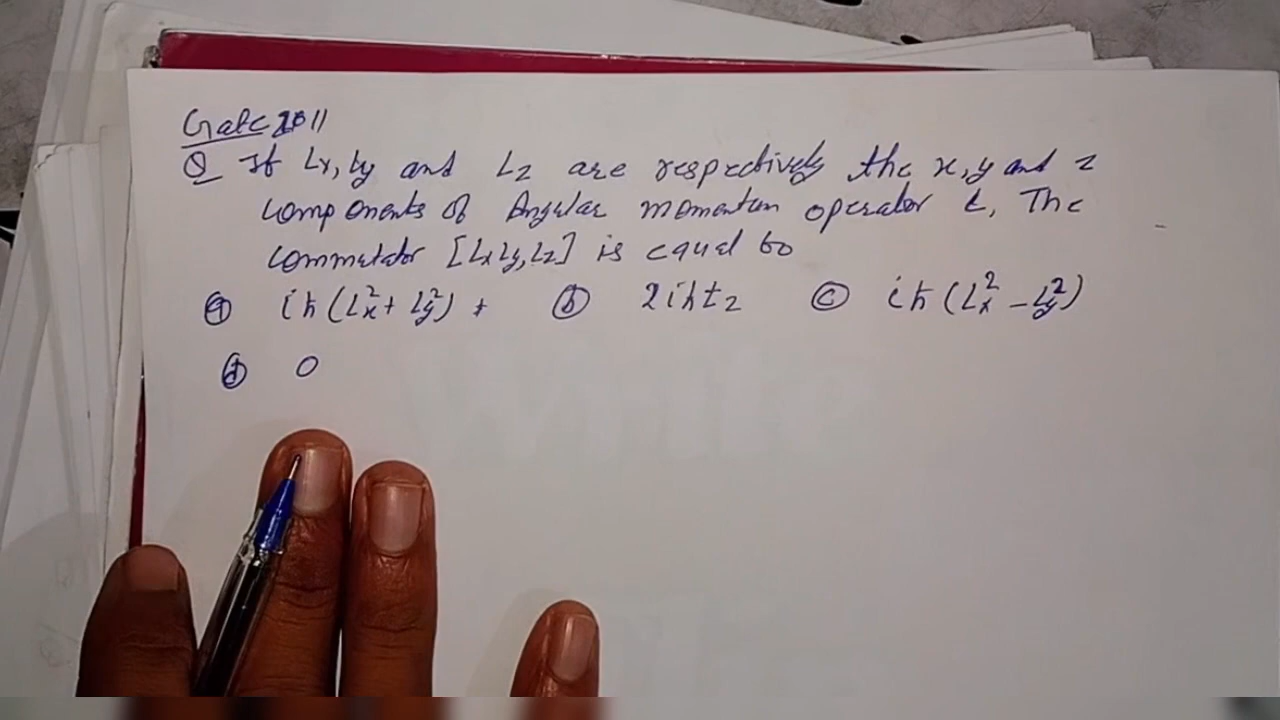 Gate 2011
Q If Lx, Ly and Lz are respectively the x, y and z
components of Angular momentum operator L, The
commutator [LxLy, Lz] is equal to
(a) iħ(Lx² + Ly²) (b) 2iħLz (c) iħ(Lx² - Ly²)
(d) 0